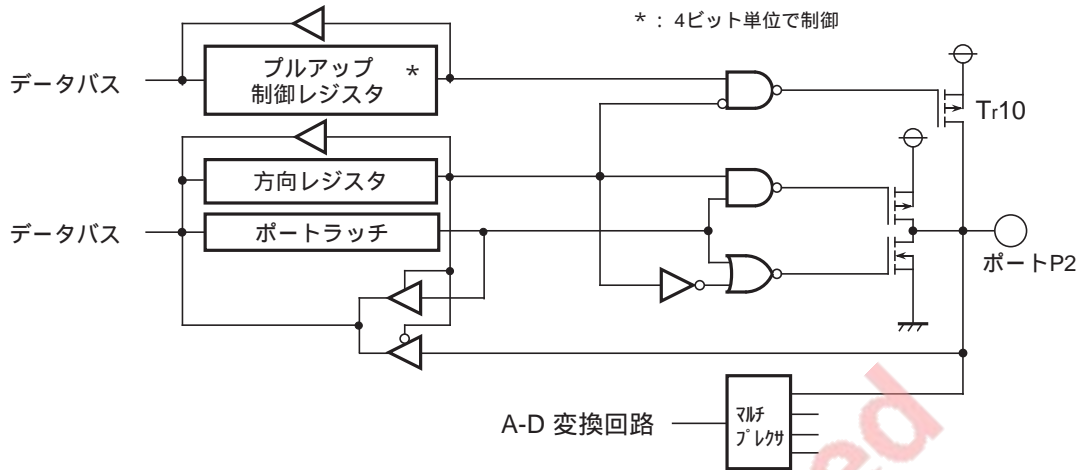 *：4ビット単位で制御
データバス
プルアップ
制御レジスタ *
Tr10
方向レジスタ
データバス
ポートラッチ
ポートP2
A-D 変換回路
ﾏﾙﾁ
ﾌﾟﾚｸｻ
ed